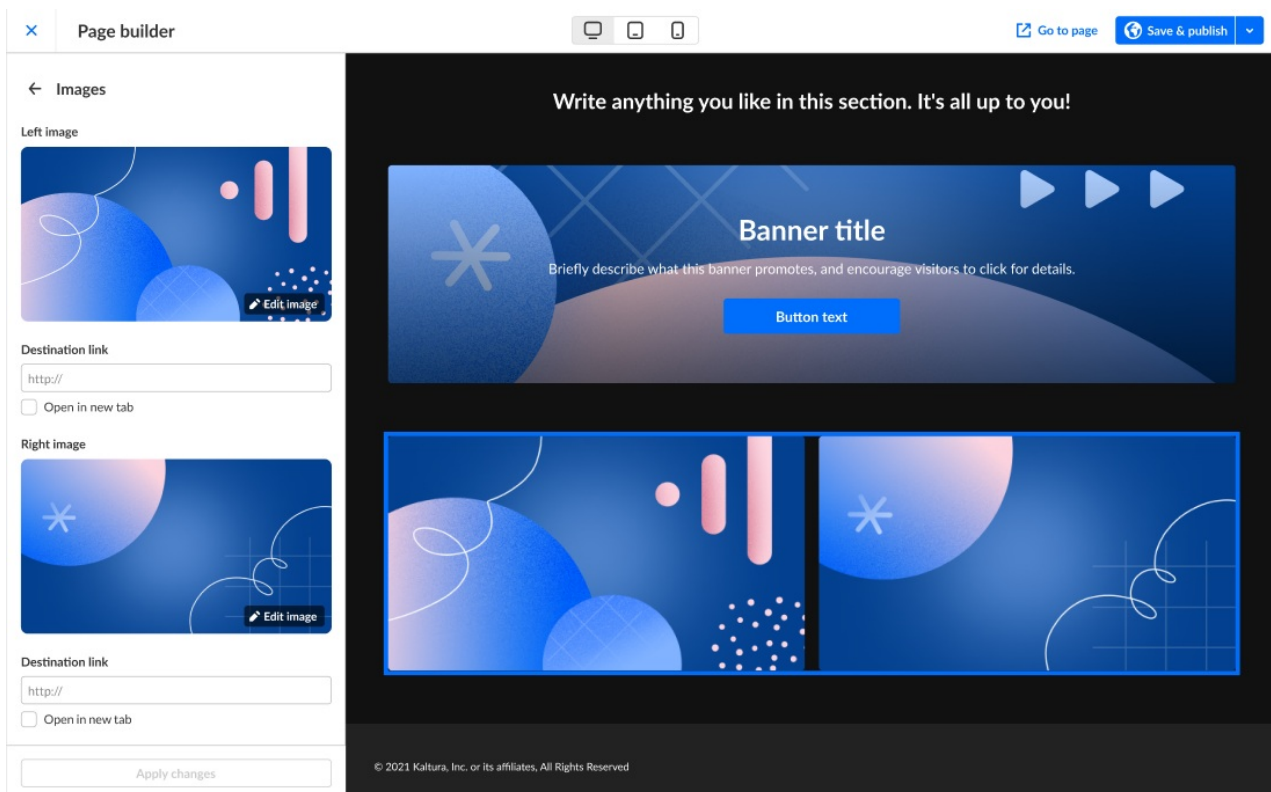 Page builder
Go to page
Save & publish
Images
Left image
Edit image
Destination link
http://
Open in new tab
Right image
Edit image
Destination link
http://
Open in new tab
Apply changes
Write anything you like in this section. It's all up to you!
Banner title
Briefly describe what this banner promotes, and encourage visitors to click for details.
Button text
© 2021 Kaltura, Inc. or its affiliates, All Rights Reserved